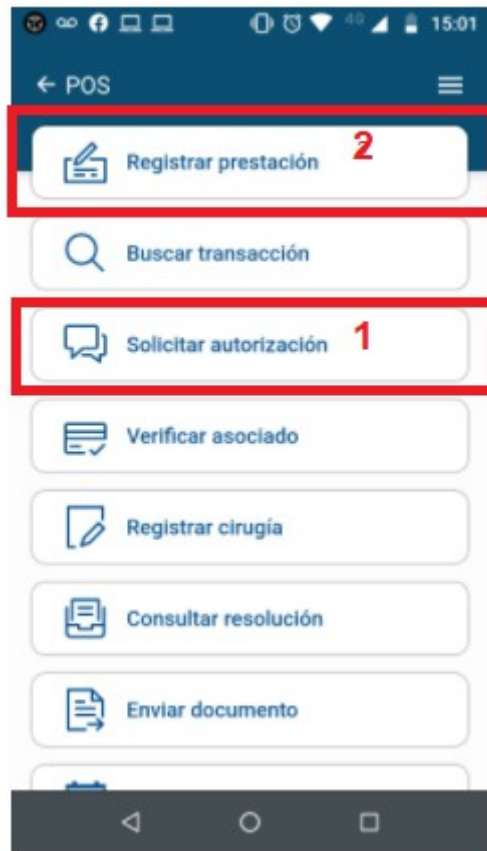 4G 15:01
← POS
Registrar prestación 2
Buscar transacción
Solicitar autorización 1
Verificar asociado
Registrar cirugía
Consultar resolución
Enviar documento